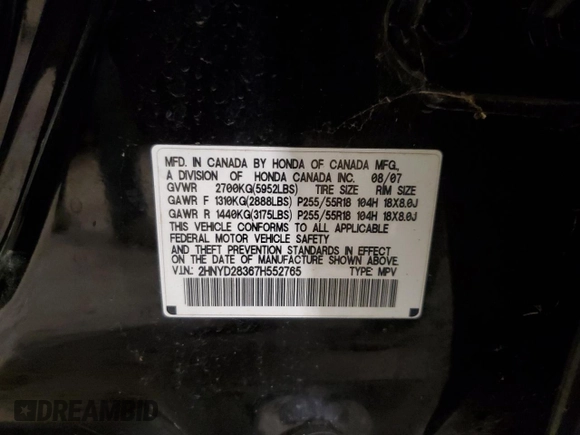 MFD. IN CANADA BY HONDA OF CANADA MFG.,
A DIVISION OF HONDA CANADA INC. 08/07
GVWR 2700KG(5952LBS) TIRE SIZE RIM SIZE
GAWR F 1310KG(2888LBS) P255/55R18 104H 18X8.0J
GAWR R 1440KG(3175LBS) P255/55R18 104H 18X8.0J
THIS VEHICLE CONFORMS TO ALL APPLICABLE
FEDERAL MOTOR VEHICLE SAFETY
AND THEFT PREVENTION STANDARDS IN EFFECT
ON THE DATE OF MANUFACTURE SHOWN ABOVE.
V.I.N.: 2HNYD28367H552765 TYPE: MPV
DREAMBID